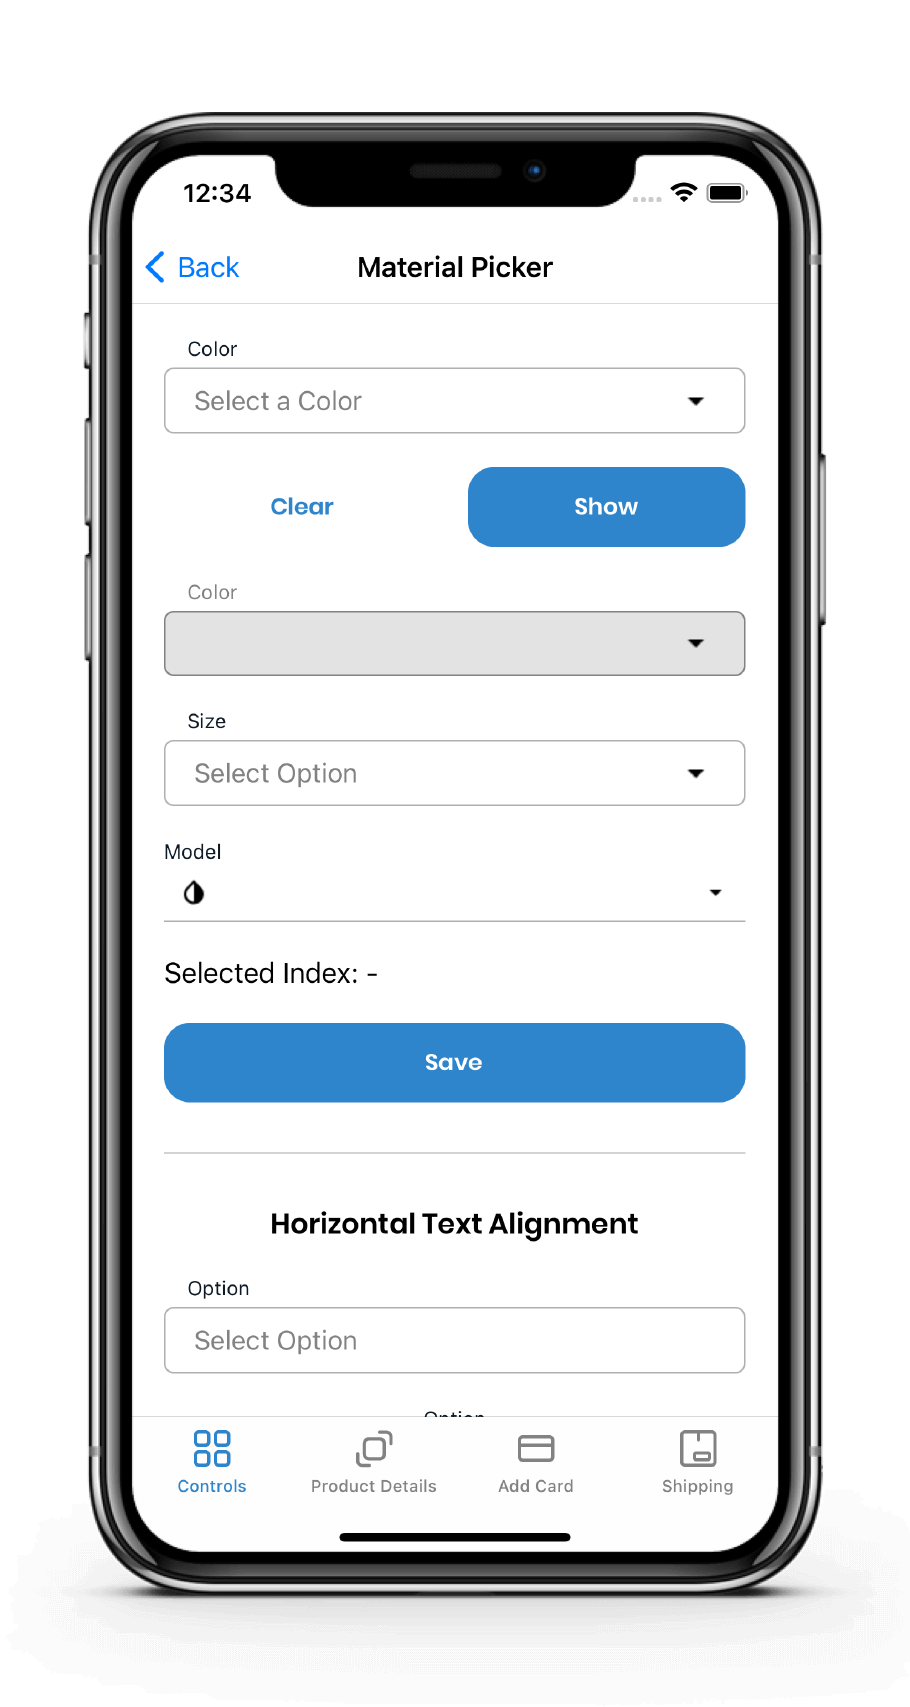 12:34
Back
Material Picker
Color
Select a Color
Clear
Show
Color
Size
Select Option
Model
Selected Index: -
Save
Horizontal Text Alignment
Option
Select Option
Option
Controls
Product Details
Add Card
Shipping